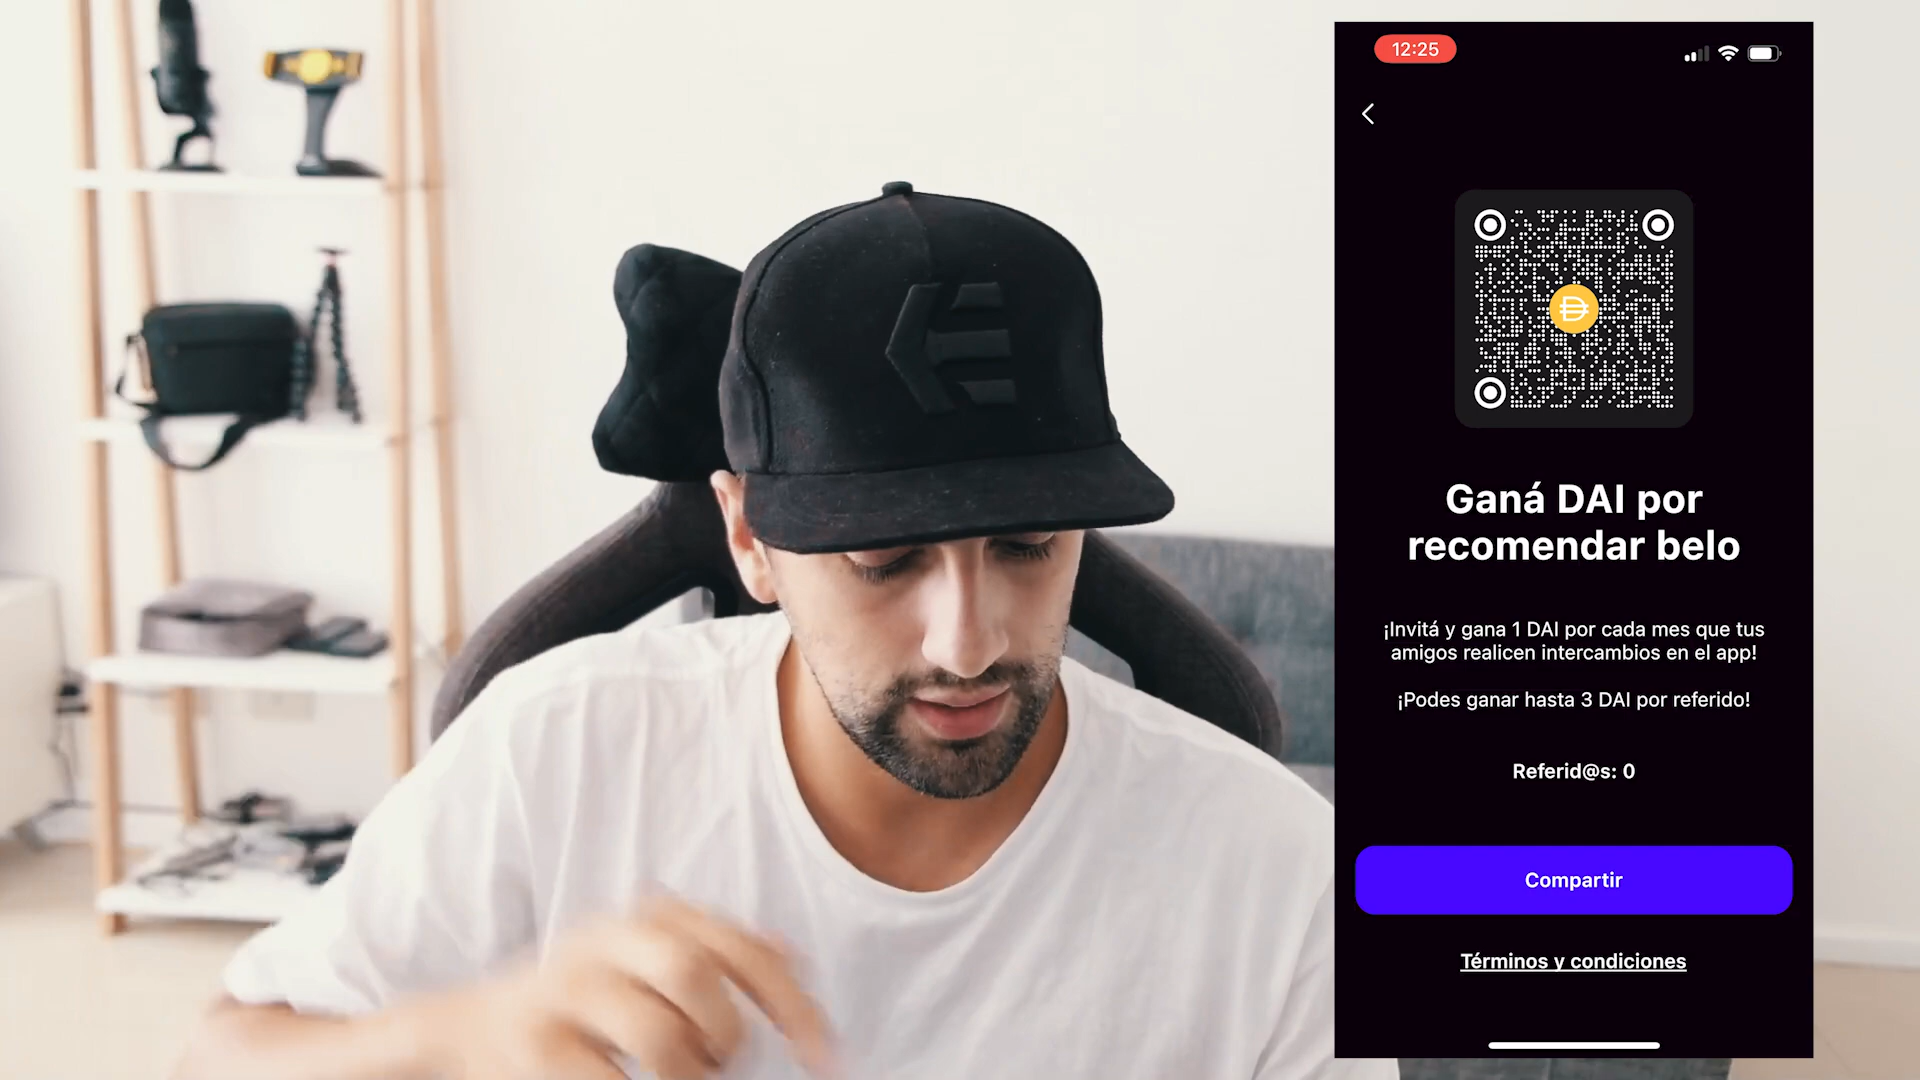 12:25
Ganá DAI por
recomendar belo
¡Invitá y gana 1 DAI por cada mes que tus
amigos realicen intercambios en el app!
¡Podes ganar hasta 3 DAI por referido!
Referid@s: 0
Compartir
Términos y condiciones